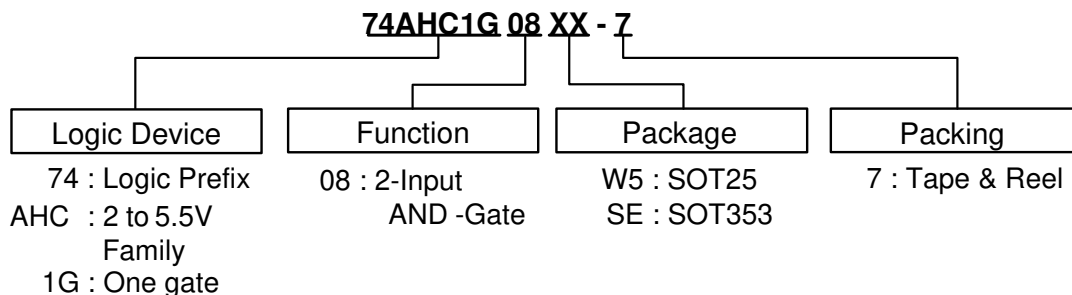 74AHC1G 08 XX - 7
Logic Device
Function
Package
Packing
74 : Logic Prefix
AHC : 2 to 5.5V
Family
1G : One gate
08 : 2-Input
AND -Gate
W5 : SOT25
SE : SOT353
7 : Tape & Reel